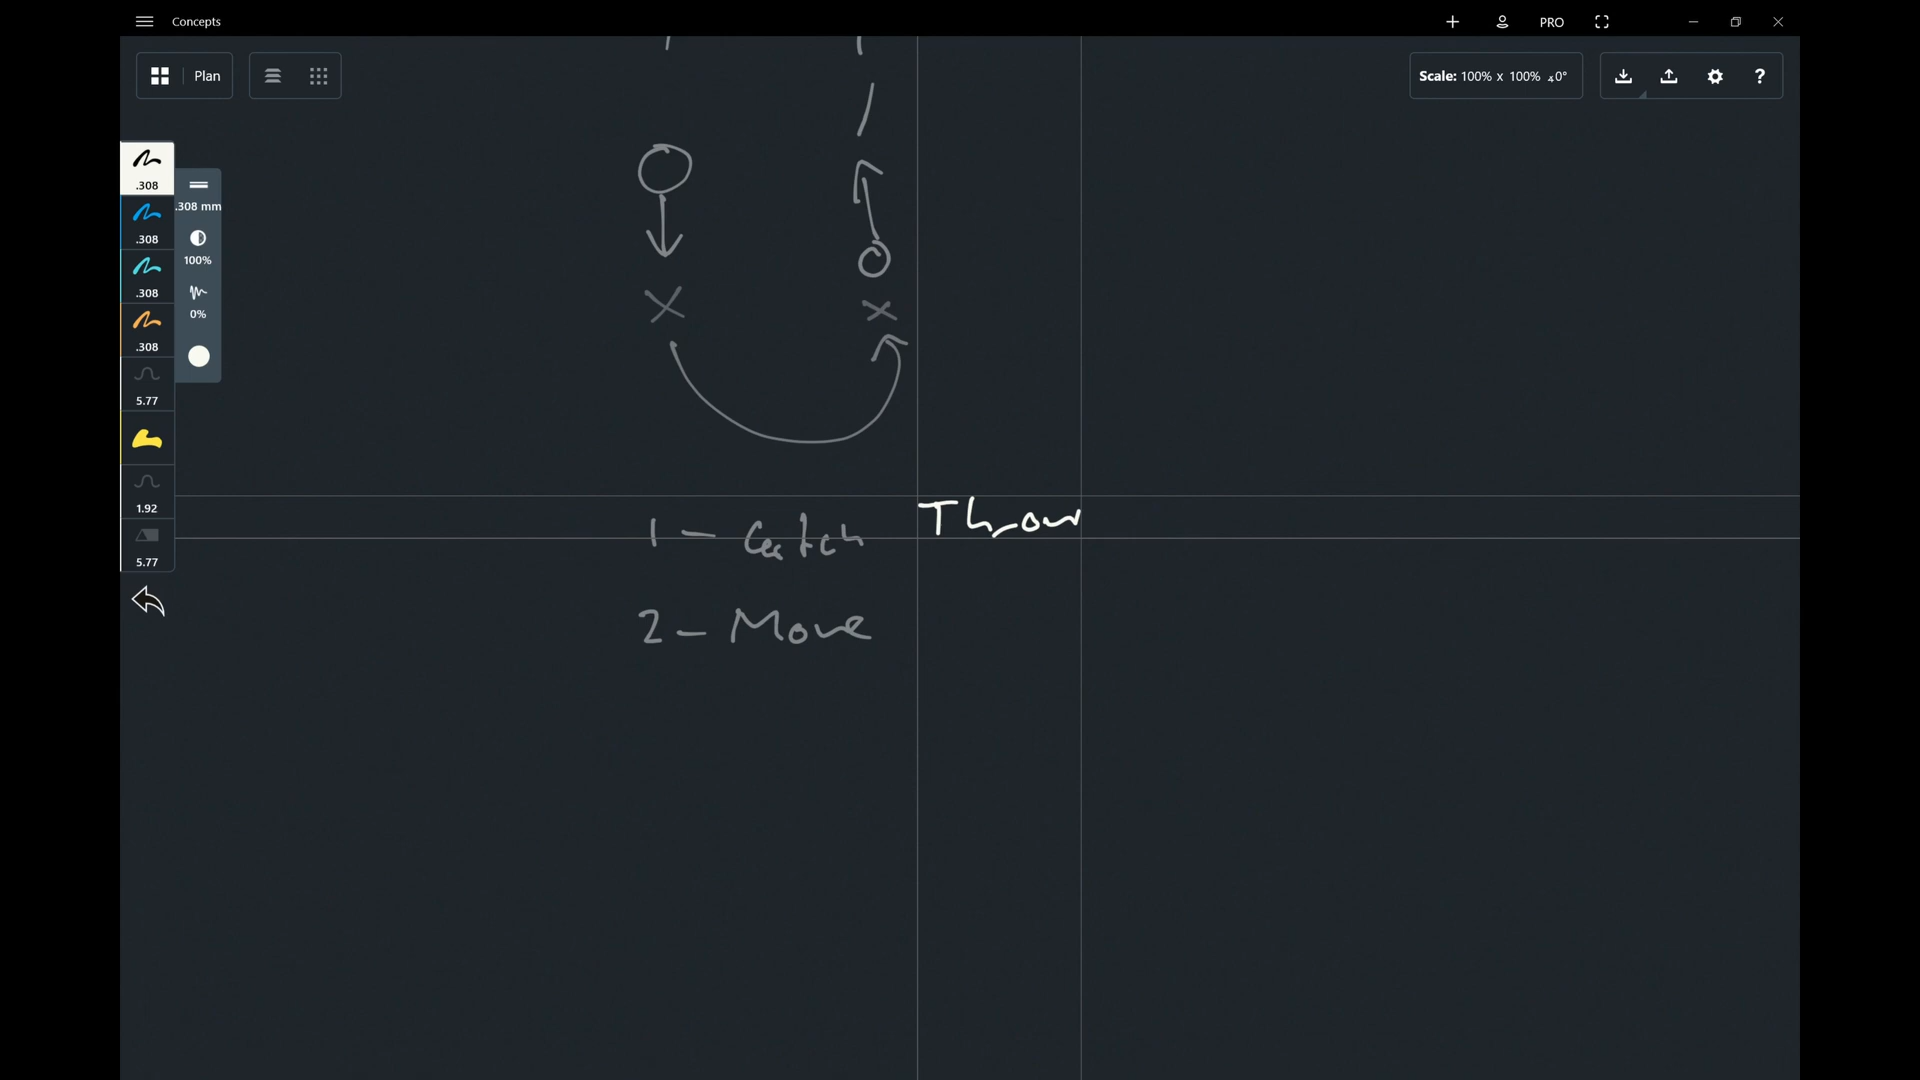 Concepts
PRO
Plan
Scale: 100% x 100% ∡0°
?
.308
.308 mm
.308
100%
.308
0%
.308
5.77
1.92
5.77
1 - Catch
Throw
2 - Move